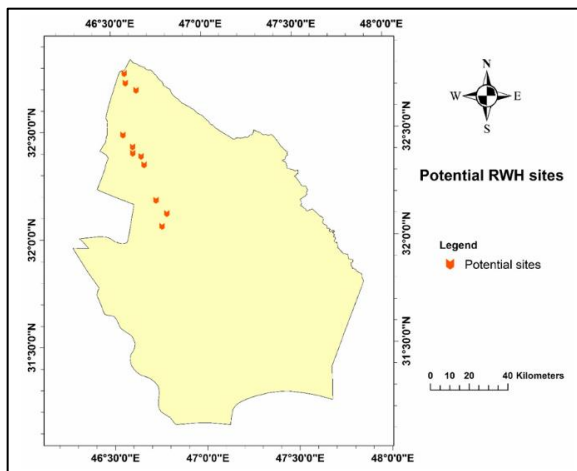 46°30'0"E 47°0'0"E 47°30'0"E 48°0'0"E
32°30'0"N
32°0'0"N
31°30'0"N
32°30'0"N
32°0'0"N
31°30'0"N
46°30'0"E 47°0'0"E 47°30'0"E 48°0'0"E
N
W E
S
Potential RWH sites
Legend
Potential sites
0 10 20 40 Kilometers